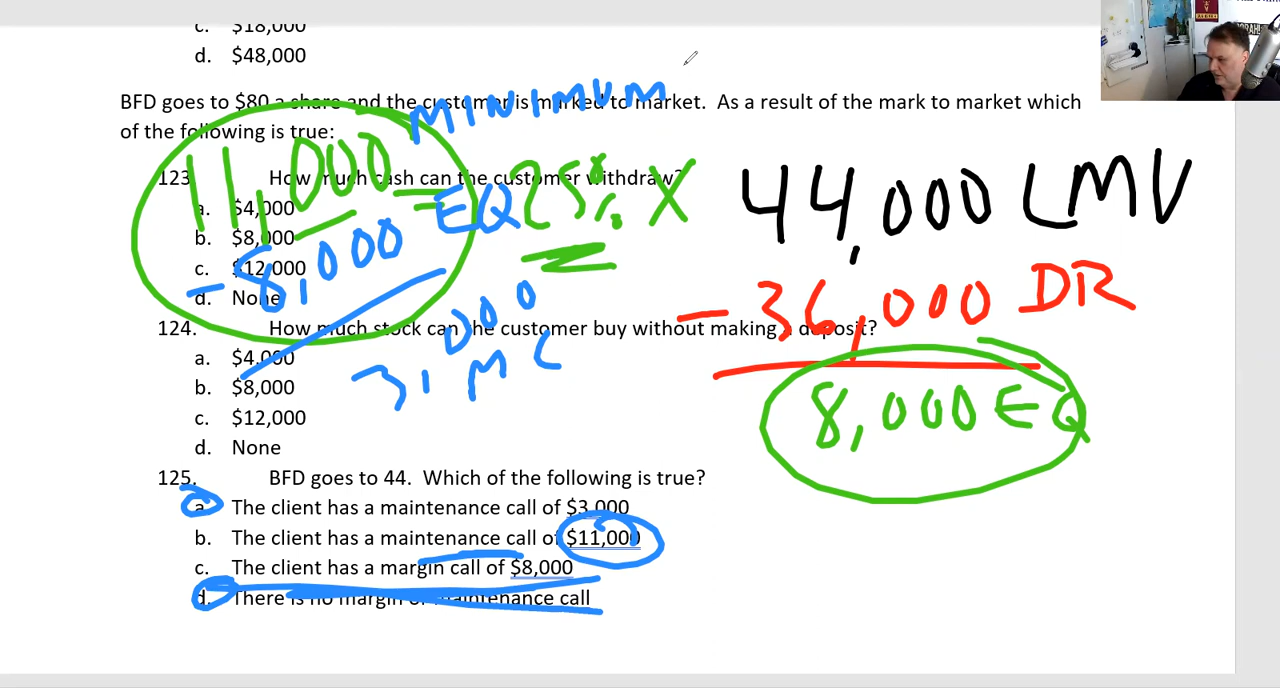 c. $18,000
d. $48,000
BFD goes to $80 a share and the customer is marked to market. As a result of the mark to market which
of the following is true:
MINIMUM
123. How much cash can the customer withdraw?
a. $4,000
b. $8,000
c. $12,000
d. None
11,000 = EQ 25% X 44,000 LMV
- 8,000
3,000
MC
- 36,000 DR
8,000 EQ
124. How much stock can the customer buy without making a deposit?
a. $4,000
b. $8,000
c. $12,000
d. None
125. BFD goes to 44. Which of the following is true?
a. The client has a maintenance call of $3,000
b. The client has a maintenance call of $11,000
c. The client has a margin call of $8,000
d. There is no margin or maintenance call